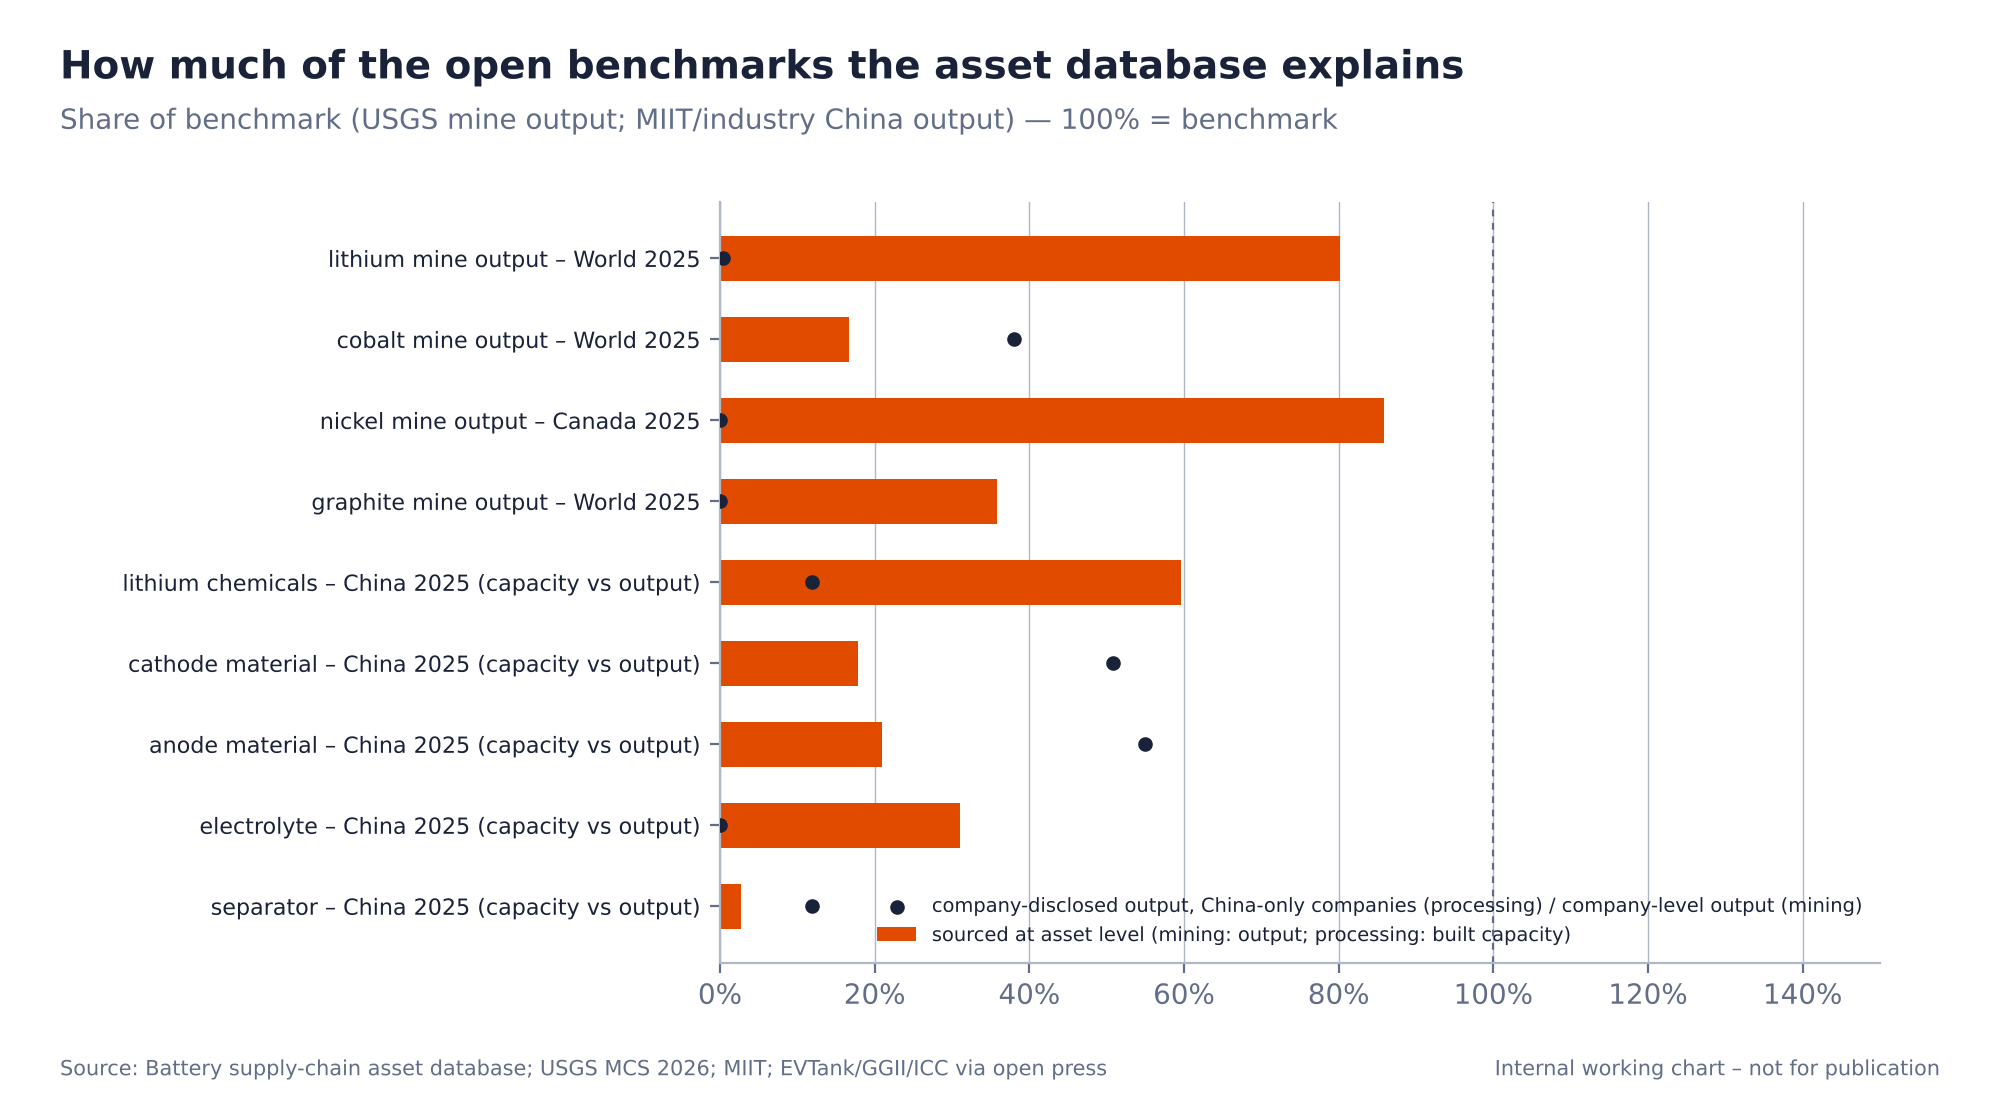 How much of the open benchmarks the asset database explains
Share of benchmark (USGS mine output; MIIT/industry China output) — 100% = benchmark
lithium mine output – World 2025
cobalt mine output – World 2025
nickel mine output – Canada 2025
graphite mine output – World 2025
lithium chemicals – China 2025 (capacity vs output)
cathode material – China 2025 (capacity vs output)
anode material – China 2025 (capacity vs output)
electrolyte – China 2025 (capacity vs output)
separator – China 2025 (capacity vs output)
company-disclosed output, China-only companies (processing) / company-level output (mining)
sourced at asset level (mining: output; processing: built capacity)
0% 20% 40% 60% 80% 100% 120% 140%
Source: Battery supply-chain asset database; USGS MCS 2026; MIIT; EVTank/GGII/ICC via open press
Internal working chart – not for publication